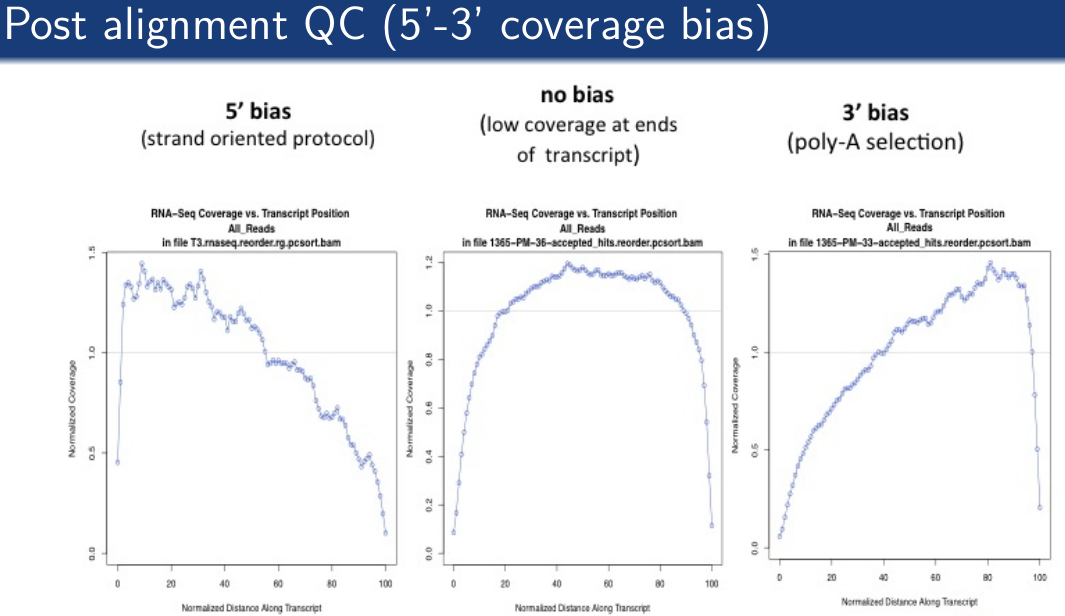 Post alignment QC (5’-3’ coverage bias)
5’ bias
(strand oriented protocol)
no bias
(low coverage at ends
of transcript)
3’ bias
(poly-A selection)
RNA−Seq Coverage vs. Transcript Position
All_Reads
in file T3.rnaseq.reorder.rg.pcsort.bam
Normalized Coverage
0.0
0.5
1.0
1.5
0 20 40 60 80 100
Normalized Distance Along Transcript
RNA−Seq Coverage vs. Transcript Position
All_Reads
in file 1365−PM−36−accepted_hits.reorder.pcsort.bam
Normalized Coverage
0.0
0.2
0.4
0.6
0.8
1.0
1.2
0 20 40 60 80 100
Normalized Distance Along Transcript
RNA−Seq Coverage vs. Transcript Position
All_Reads
in file 1365−PM−33−accepted_hits.reorder.pcsort.bam
Normalized Coverage
0.0
0.5
1.0
1.5
0 20 40 60 80 100
Normalized Distance Along Transcript